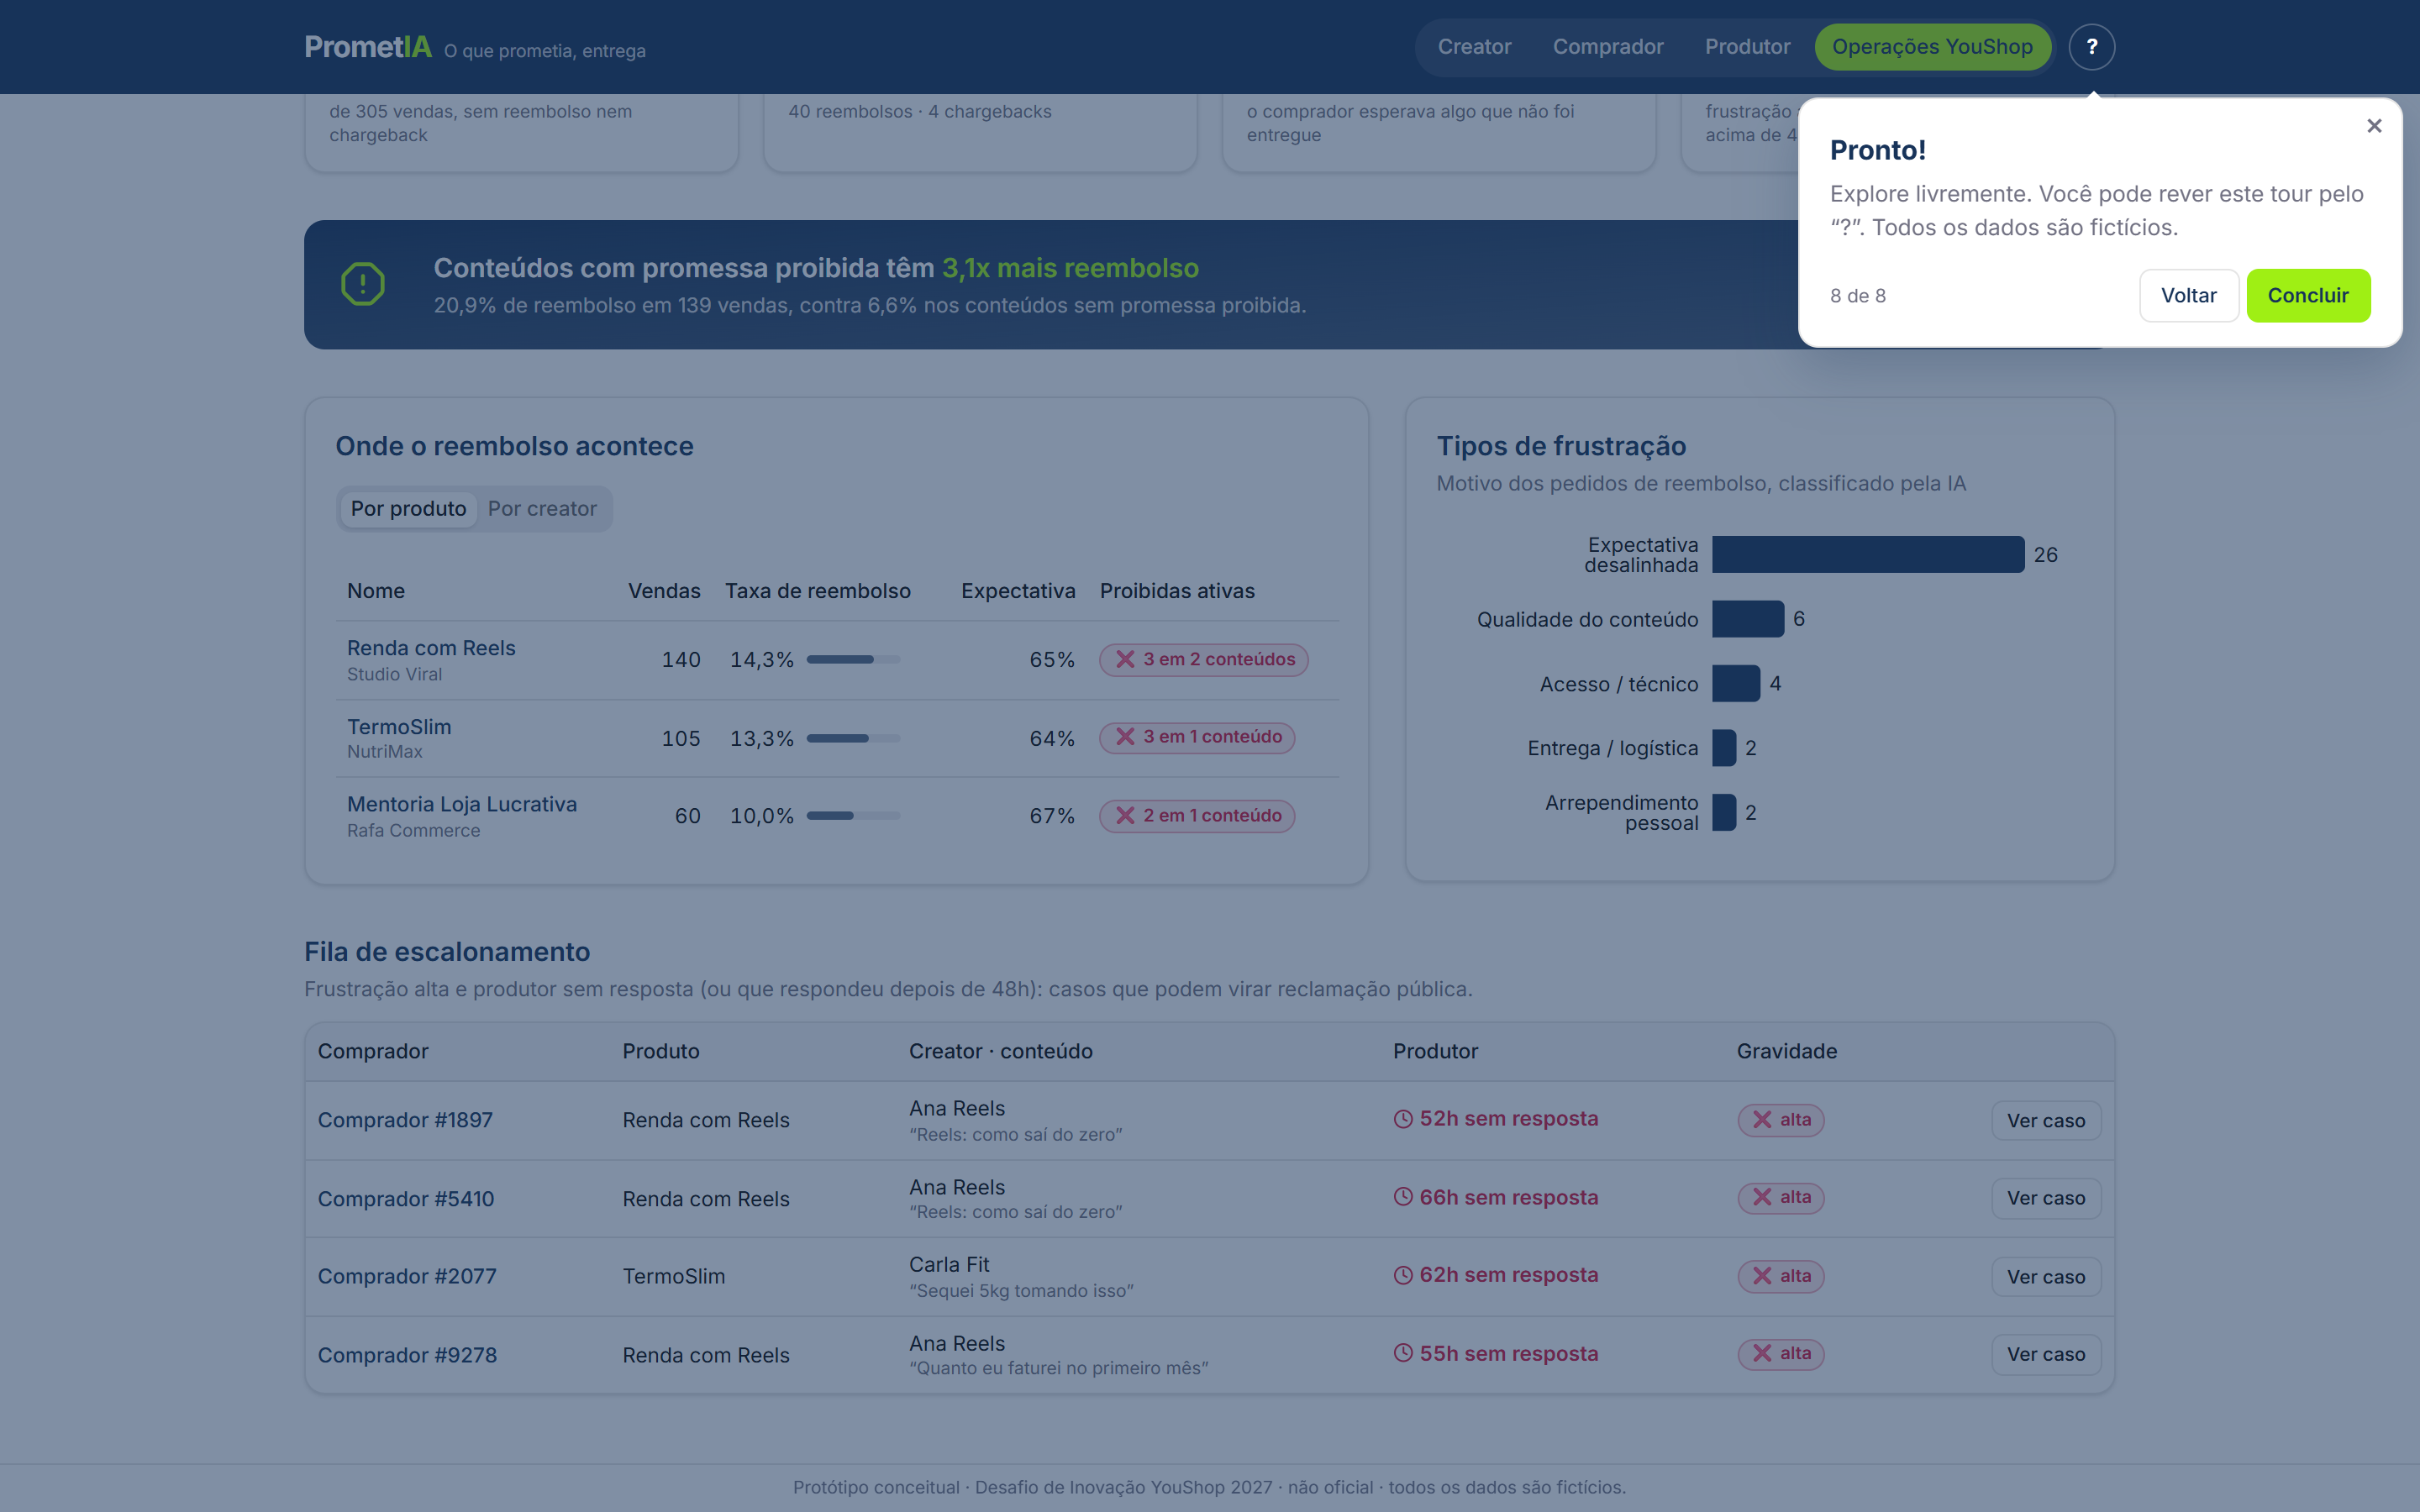 PrometIA O que prometia, entrega
Creator Comprador Produtor Operações YouShop ?
de 305 vendas, sem reembolso nem
chargeback
40 reembolsos · 4 chargebacks
o comprador esperava algo que não foi
entregue
frustração
acima de 4
Pronto!
Explore livremente. Você pode rever este tour pelo
“?”. Todos os dados são fictícios.
8 de 8 Voltar Concluir
Conteúdos com promessa proibida têm 3,1x mais reembolso
20,9% de reembolso em 139 vendas, contra 6,6% nos conteúdos sem promessa proibida.
Onde o reembolso acontece
Por produto Por creator
Nome Vendas Taxa de reembolso Expectativa Proibidas ativas
Renda com Reels 140 14,3% 65% 3 em 2 conteúdos
Studio Viral
TermoSlim 105 13,3% 64% 3 em 1 conteúdo
NutriMax
Mentoria Loja Lucrativa 60 10,0% 67% 2 em 1 conteúdo
Rafa Commerce
Tipos de frustração
Motivo dos pedidos de reembolso, classificado pela IA
Expectativa
desalinhada 26
Qualidade do conteúdo 6
Acesso / técnico 4
Entrega / logística 2
Arrependimento
pessoal 2
Fila de escalonamento
Frustração alta e produtor sem resposta (ou que respondeu depois de 48h): casos que podem virar reclamação pública.
Comprador Produto Creator · conteúdo Produtor Gravidade
Comprador #1897 Renda com Reels Ana Reels 52h sem resposta alta Ver caso
“Reels: como saí do zero”
Comprador #5410 Renda com Reels Ana Reels 66h sem resposta alta Ver caso
“Reels: como saí do zero”
Comprador #2077 TermoSlim Carla Fit 62h sem resposta alta Ver caso
“Sequei 5kg tomando isso”
Comprador #9278 Renda com Reels Ana Reels 55h sem resposta alta Ver caso
“Quanto eu faturei no primeiro mês”
Protótipo conceitual · Desafio de Inovação YouShop 2027 · não oficial · todos os dados são fictícios.